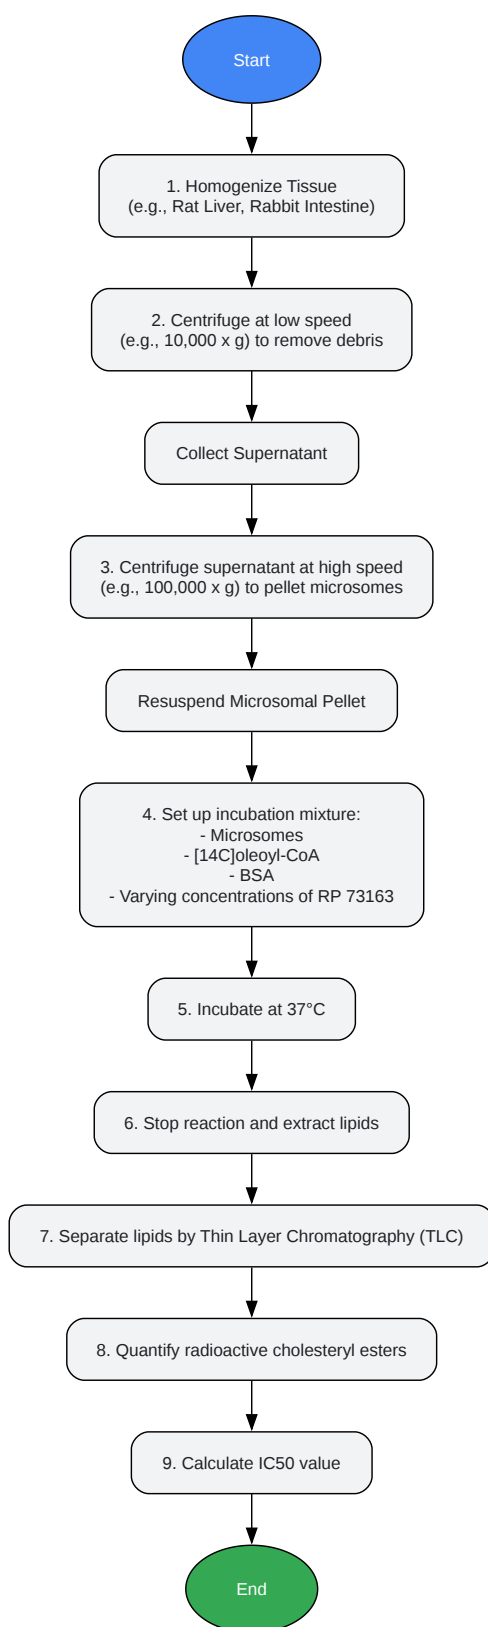 Start
1. Homogenize Tissue
(e.g., Rat Liver, Rabbit Intestine)
2. Centrifuge at low speed
(e.g., 10,000 x g) to remove debris
Collect Supernatant
3. Centrifuge supernatant at high speed
(e.g., 100,000 x g) to pellet microsomes
Resuspend Microsomal Pellet
4. Set up incubation mixture:
- Microsomes
- [14C]oleoyl-CoA
- BSA
- Varying concentrations of RP 73163
5. Incubate at 37°C
6. Stop reaction and extract lipids
7. Separate lipids by Thin Layer Chromatography (TLC)
8. Quantify radioactive cholesteryl esters
9. Calculate IC50 value
End